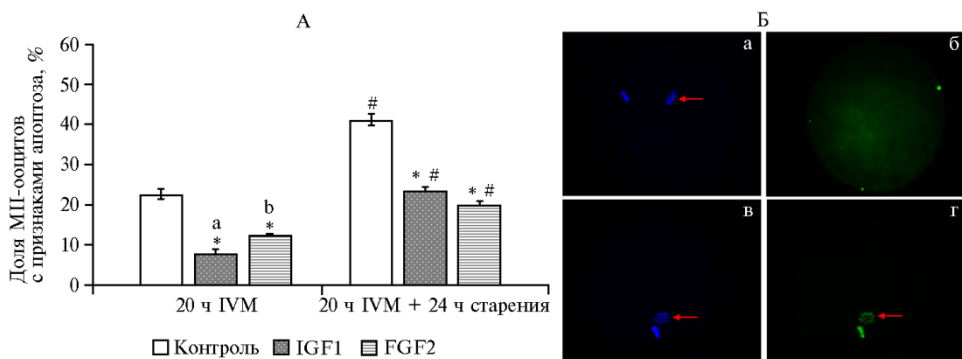 А
Б
Доля МII-ооцитов
с признаками апоптоза, %
60
50
40
30
20
10
0
a
*
b
*
#
* #
* #
20 ч IVM
20 ч IVM + 24 ч старения
Контроль
IGF1
FGF2
а
б
в
г